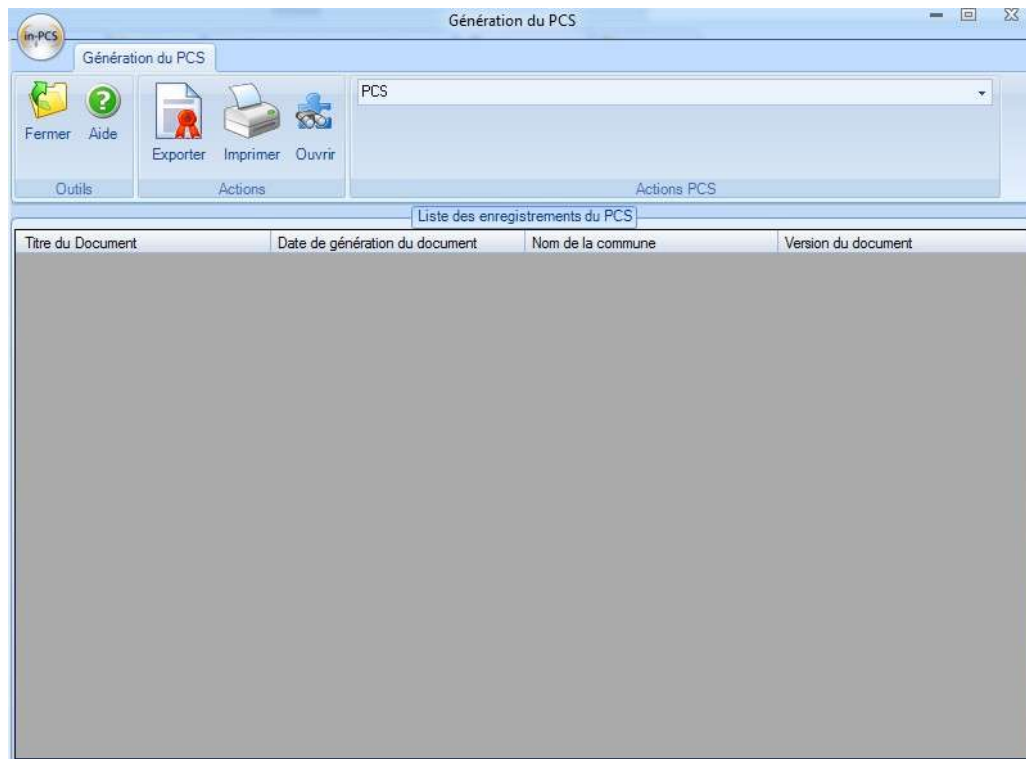 Génération du PCS
in-PCS
Génération du PCS
PCS
Fermer Aide
Exporter Imprimer Ouvrir
Outils Actions Actions PCS
Liste des enregistrements du PCS
Titre du Document Date de génération du document Nom de la commune Version du document